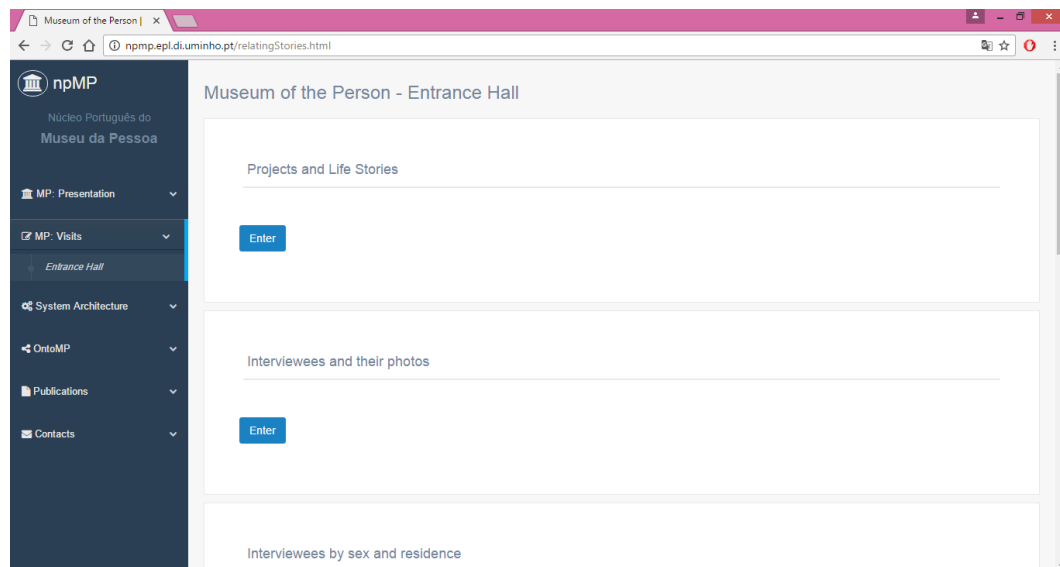 Museum of the Person |
npmp.epl.di.uminho.pt/relatingStories.html
npMP
Núcleo Português do
Museu da Pessoa
MP: Presentation
MP: Visits
Entrance Hall
System Architecture
OntoMP
Publications
Contacts
Museum of the Person - Entrance Hall
Projects and Life Stories
Enter
Interviewees and their photos
Enter
Interviewees by sex and residence